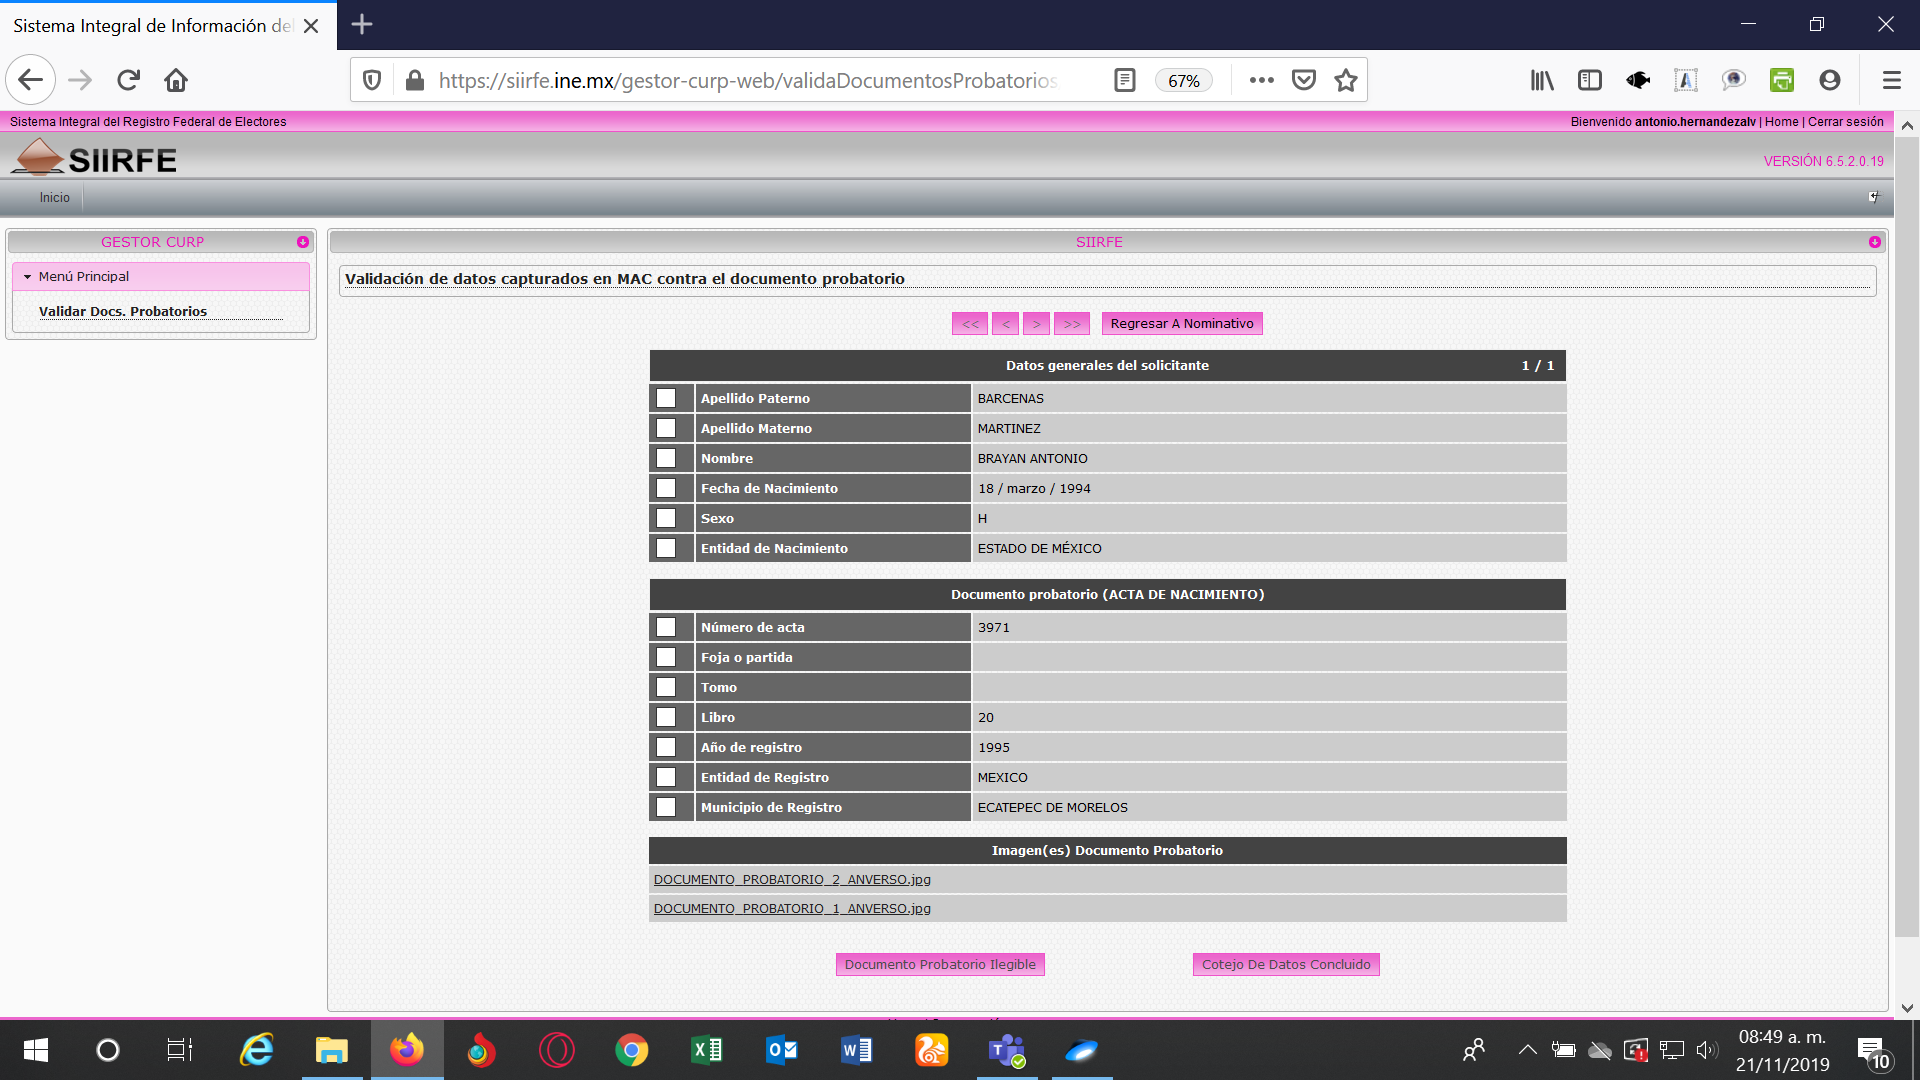 Sistema Integral de Información del
https://siirfe.ine.mx/gestor-curp-web/validaDocumentosProbatorios
67%
Sistema Integral del Registro Federal de Electores
Bienvenido antonio.hernandezalv | Home | Cerrar sesión
SIIRFE
VERSIÓN 6.5.2.0.19
Inicio
GESTOR CURP
SIIRFE
Menú Principal
Validar Docs. Probatorios
Validación de datos capturados en MAC contra el documento probatorio
<< < > >> Regresar A Nominativo
Datos generales del solicitante 1 / 1
Apellido Paterno BARCENAS
Apellido Materno MARTINEZ
Nombre BRAYAN ANTONIO
Fecha de Nacimiento 18 / marzo / 1994
Sexo H
Entidad de Nacimiento ESTADO DE MÉXICO
Documento probatorio (ACTA DE NACIMIENTO)
Número de acta 3971
Foja o partida
Tomo
Libro 20
Año de registro 1995
Entidad de Registro MEXICO
Municipio de Registro ECATEPEC DE MORELOS
Imagen(es) Documento Probatorio
DOCUMENTO_PROBATORIO_2_ANVERSO.jpg
DOCUMENTO_PROBATORIO_1_ANVERSO.jpg
Documento Probatorio Ilegible Cotejo De Datos Concluido
08:49 a. m.
21/11/2019
10